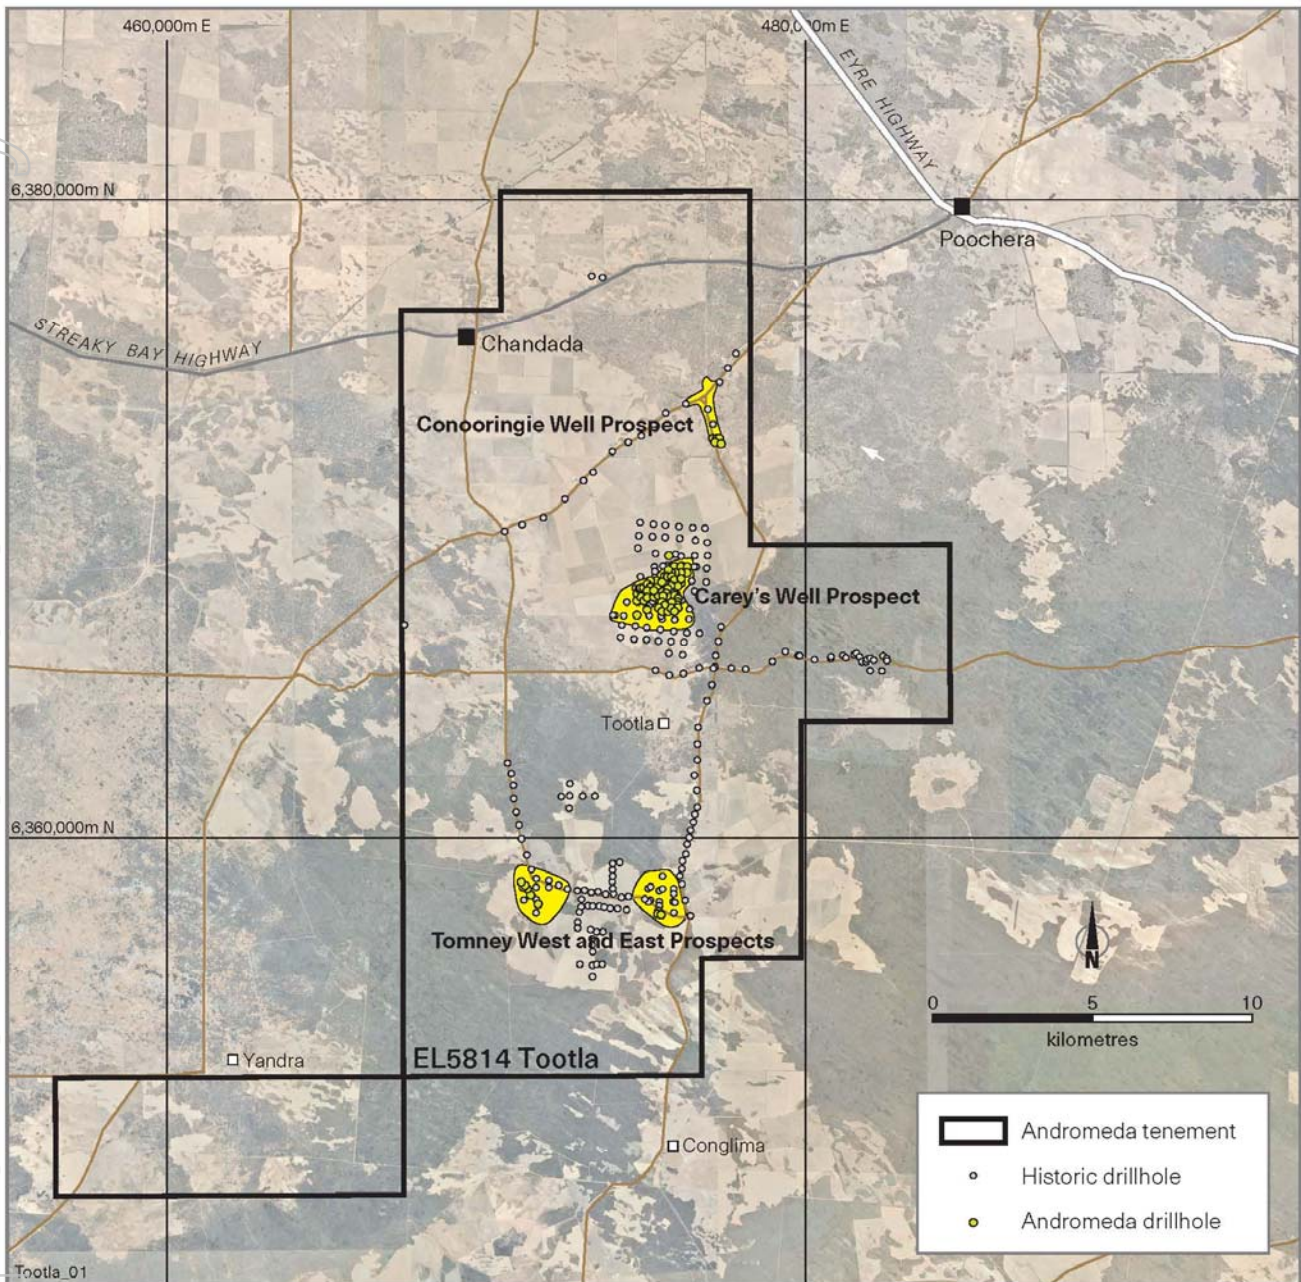 460,000m E
480,000m E
EYRE HIGHWAY
6,380,000m N
Poochera
STREAKY BAY HIGHWAY
Chandada
Conooringie Well Prospect
Carey's Well Prospect
Tootla
6,360,000m N
Tomney West and East Prospects
N
0 5 10
kilometres
Yandra
EL5814 Tootla
Conglima
Andromeda tenement
Historic drillhole
Andromeda drillhole
Tootla_01